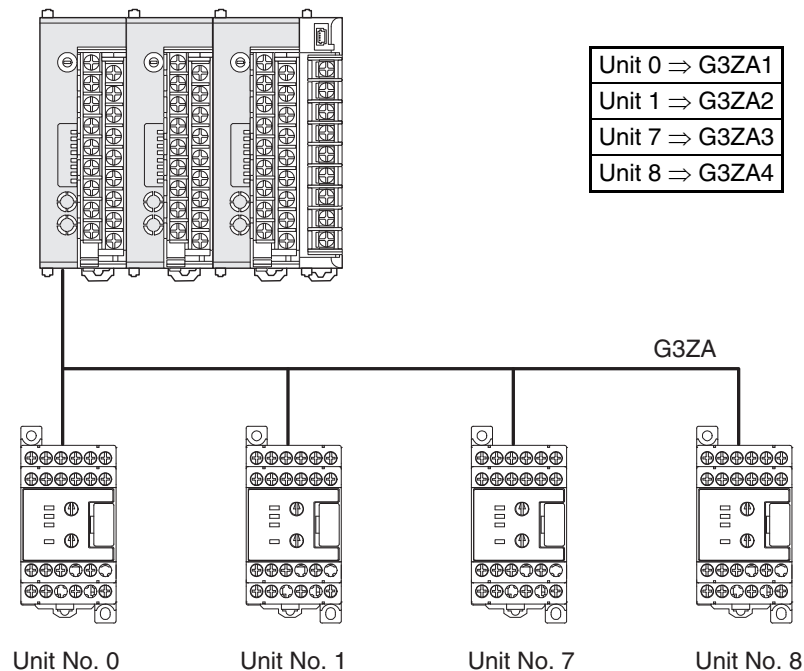 Unit 0 ⇒ G3ZA1
Unit 1 ⇒ G3ZA2
Unit 7 ⇒ G3ZA3
Unit 8 ⇒ G3ZA4
G3ZA
Unit No. 0
Unit No. 1
Unit No. 7
Unit No. 8